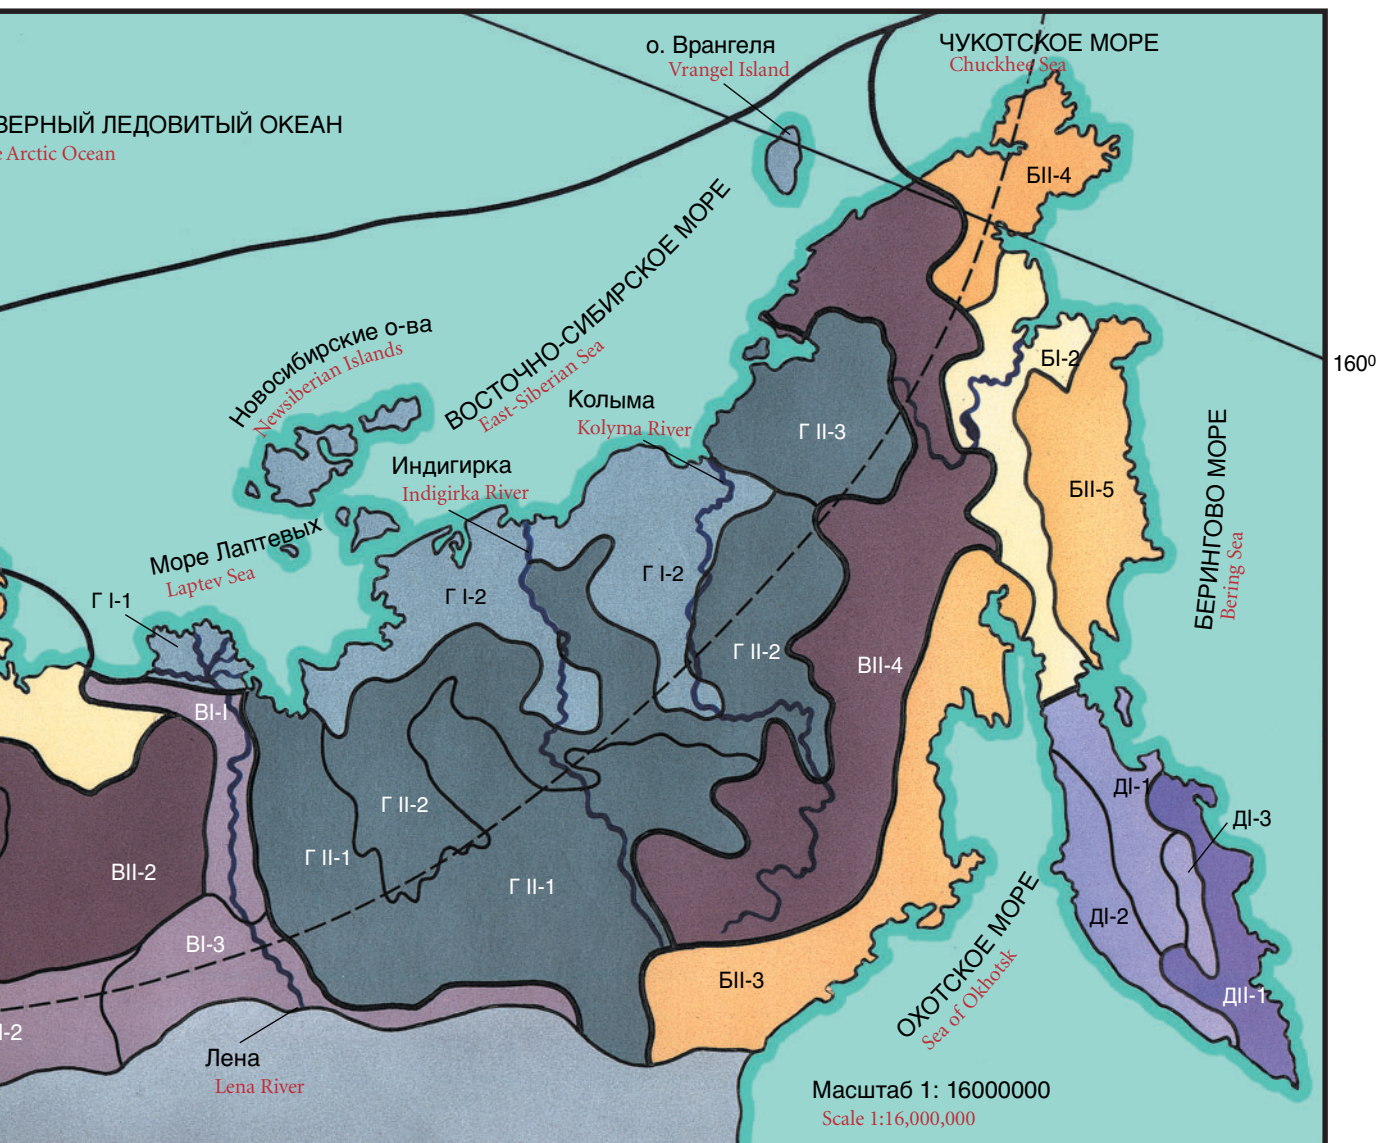 о. Врангеля
Vrangel Island
ЧУКОТСКОЕ МОРЕ
Chuckhee Sea
ВЕРНЫЙ ЛЕДОВИТЫЙ ОКЕАН
Arctic Ocean
БII-4
ВОСТОЧНО-СИБИРСКОЕ МОРЕ
East-Siberian Sea
Новосибирские о-ва
Newsiberian Islands
БI-2
160⁰
Колыма
Kolyma River
Г II-3
Индигирка
Indigirka River
БII-5
БЕРИНГОВО МОРЕ
Bering Sea
Море Лаптевых
Laptev Sea
Г I-1
Г I-2
Г I-2
Г II-2
ВII-4
ВI-I
Г II-2
ДI-1
ДI-3
Г II-1
ВII-2
Г II-1
ДI-2
ВI-3
БII-3
ОХОТСКОЕ МОРЕ
Sea of Okhotsk
ДII-1
I-2
Лена
Lena River
Масштаб 1: 16000000
Scale 1:16,000,000